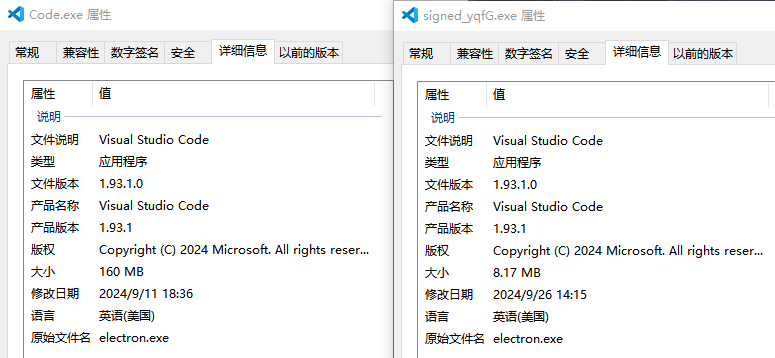 Code.exe 属性
常规 兼容性 数字签名 安全 详细信息 以前的版本
属性 值
说明
文件说明 Visual Studio Code
类型 应用程序
文件版本 1.93.1.0
产品名称 Visual Studio Code
产品版本 1.93.1
版权 Copyright (C) 2024 Microsoft. All rights reser...
大小 160 MB
修改日期 2024/9/11 18:36
语言 英语(美国)
原始文件名 electron.exe
signed_yqfG.exe 属性
常规 兼容性 数字签名 安全 详细信息 以前的版本
属性 值
说明
文件说明 Visual Studio Code
类型 应用程序
文件版本 1.93.1.0
产品名称 Visual Studio Code
产品版本 1.93.1
版权 Copyright (C) 2024 Microsoft. All rights reser...
大小 8.17 MB
修改日期 2024/9/26 14:15
语言 英语(美国)
原始文件名 electron.exe